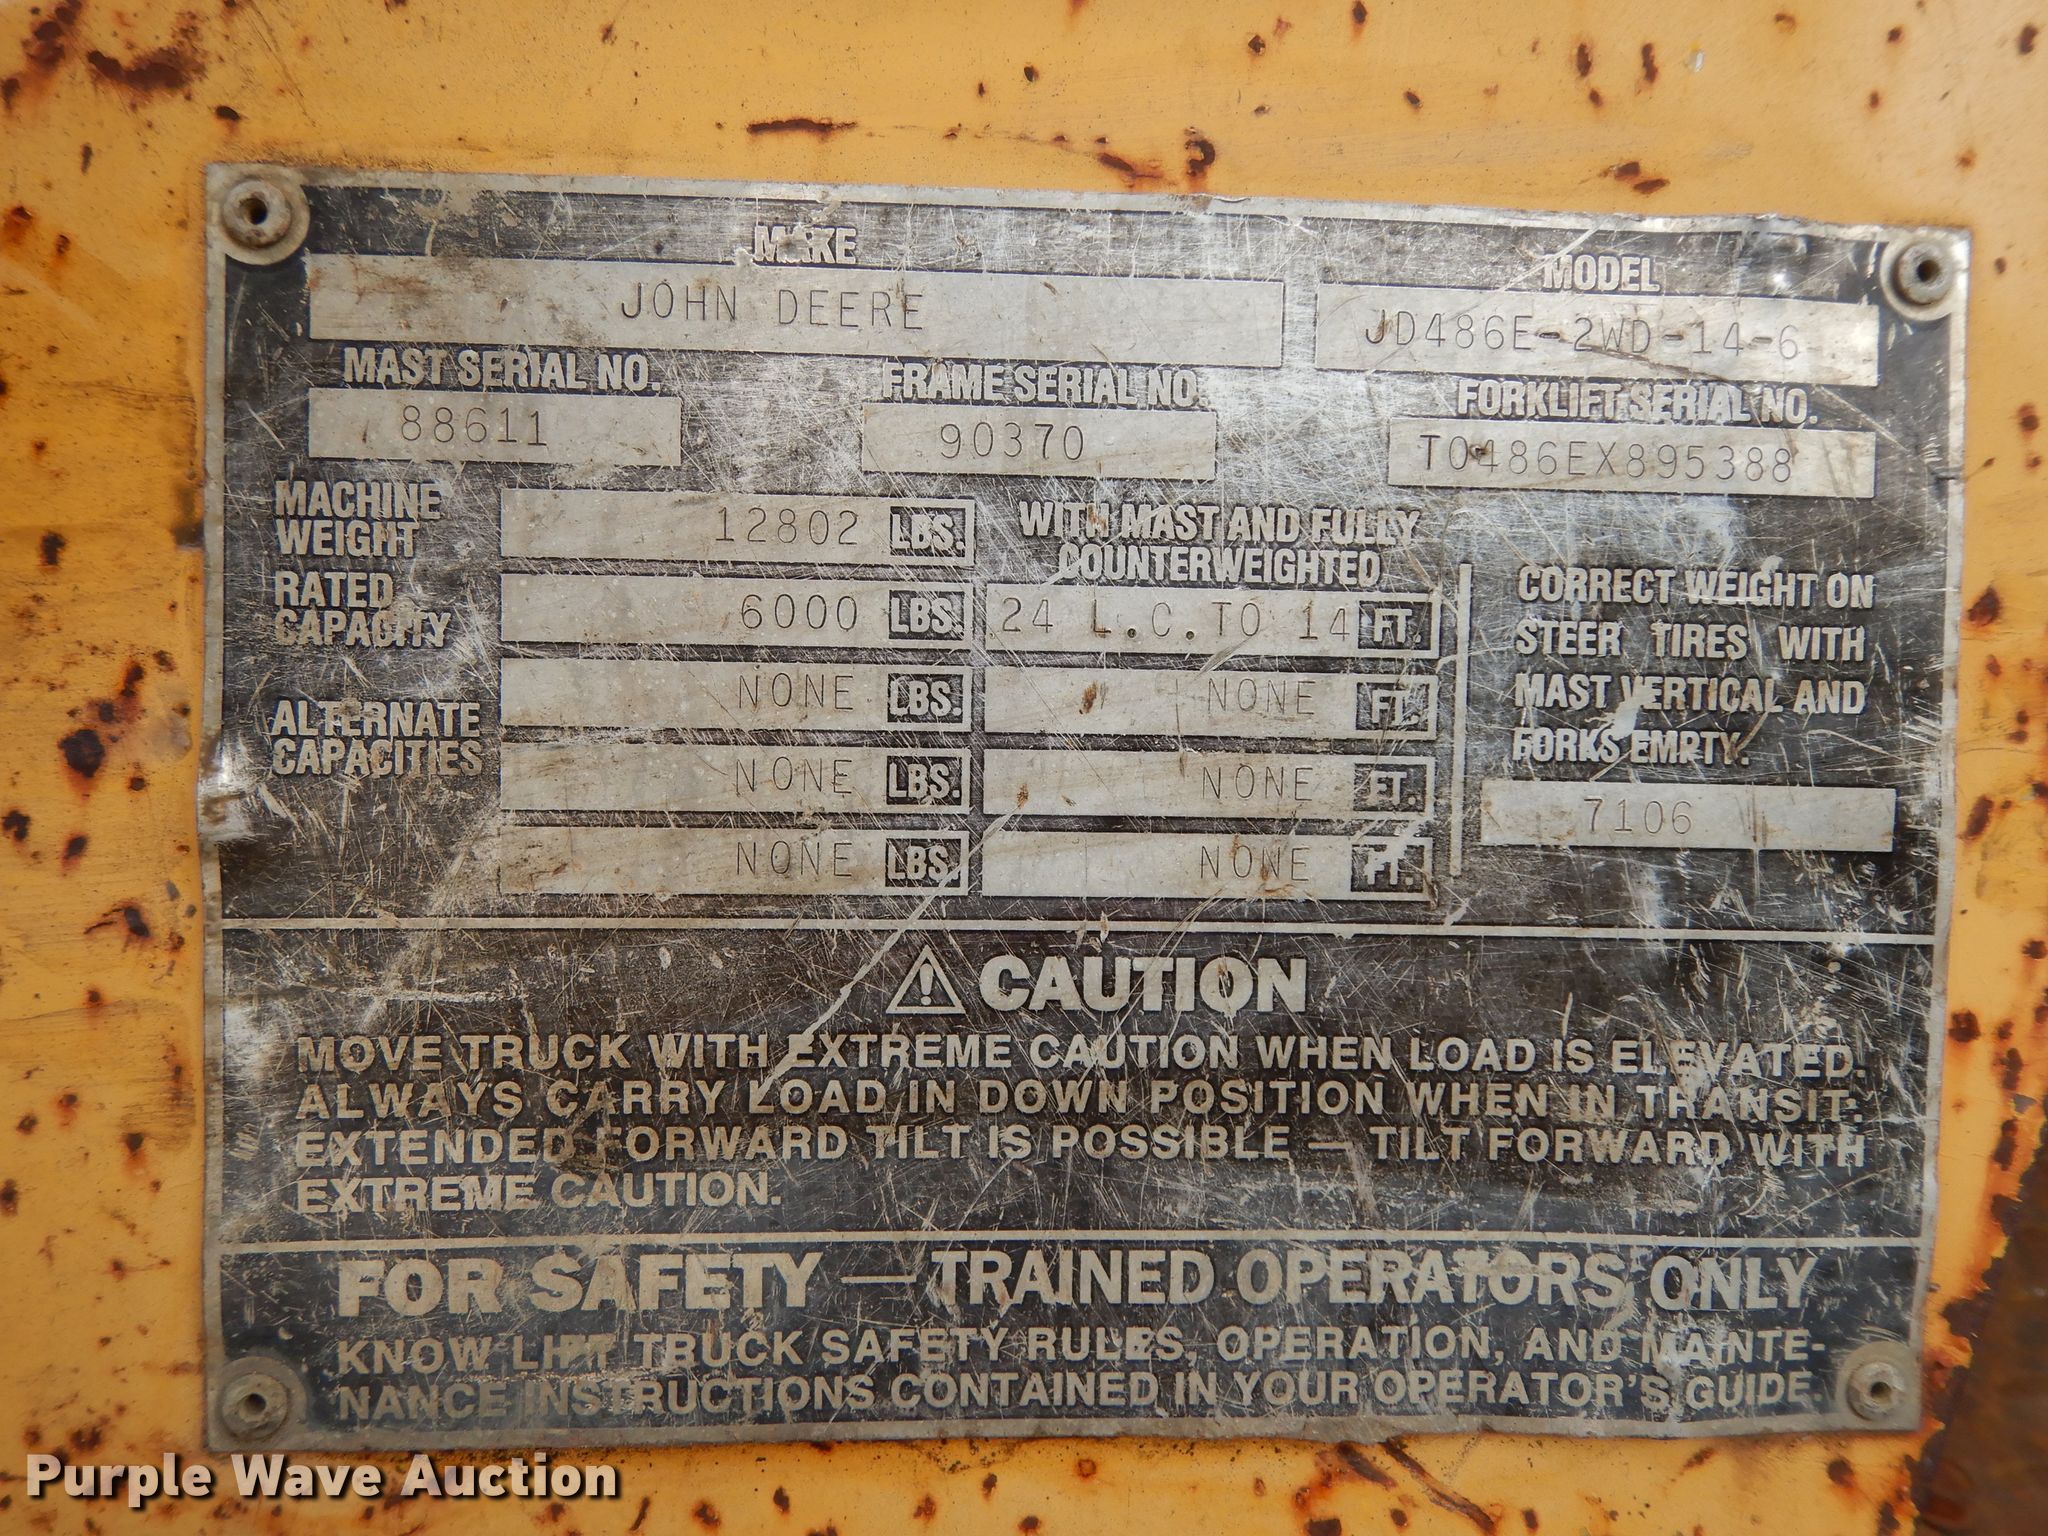 MAKE
JOHN DEERE
MODEL
JD486E-2WD-14-6
MAST SERIAL NO.
88611
FRAME SERIAL NO.
90370
FORKLIFT SERIAL NO.
T0486EX895388
MACHINE
WEIGHT
12802 LBS.
WITH MAST AND FULLY
COUNTERWEIGHTED
RATED
CAPACITY
6000 LBS.
24 L.C.TO 14 FT.
ALTERNATE
CAPACITIES
NONE LBS. NONE FT.
NONE LBS. NONE FT.
NONE LBS. NONE FT.
CORRECT WEIGHT ON
STEER TIRES WITH
MAST VERTICAL AND
FORKS EMPTY.
7106
CAUTION
MOVE TRUCK WITH EXTREME CAUTION WHEN LOAD IS ELEVATED.
ALWAYS CARRY LOAD IN DOWN POSITION WHEN IN TRANSIT.
EXTENDED FORWARD TILT IS POSSIBLE — TILT FORWARD WITH
EXTREME CAUTION.
FOR SAFETY — TRAINED OPERATORS ONLY
KNOW LIFT TRUCK SAFETY RULES, OPERATION, AND MAINTE-
NANCE INSTRUCTIONS CONTAINED IN YOUR OPERATOR'S GUIDE.
Purple Wave Auction